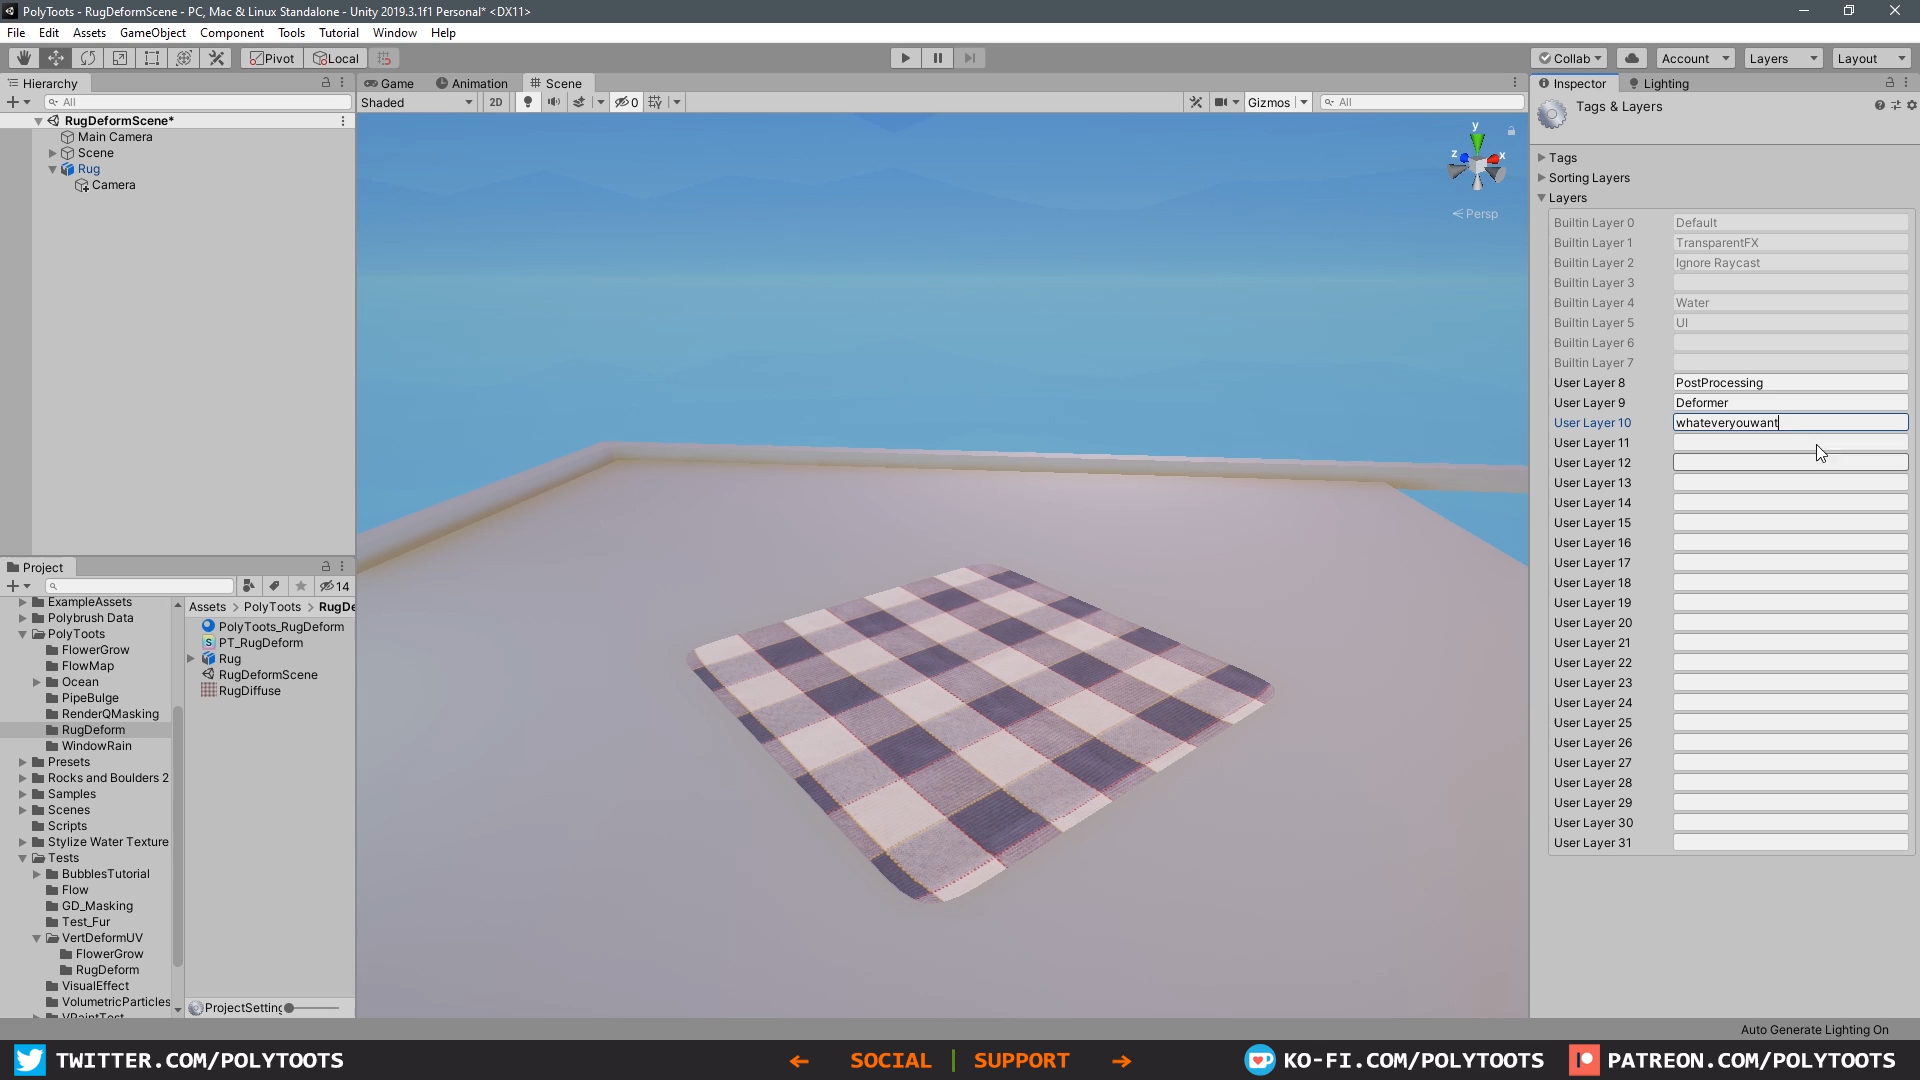 PolyToots - RugDeformScene - PC, Mac & Linux Standalone - Unity 2019.3.1f1 Personal* <DX11>
File Edit Assets GameObject Component Tools Tutorial Window Help
Pivot Local Collab Account Layers Layout
Hierarchy
All
RugDeformScene*
Main Camera
Scene
Rug
Camera
Game Animation Scene
Shaded 2D 0 Gizmos All
y
z x
< Persp
Inspector Lighting
Tags & Layers
Tags
Sorting Layers
Layers
Builtin Layer 0 Default
Builtin Layer 1 TransparentFX
Builtin Layer 2 Ignore Raycast
Builtin Layer 3
Builtin Layer 4 Water
Builtin Layer 5 UI
Builtin Layer 6
Builtin Layer 7
User Layer 8 PostProcessing
User Layer 9 Deformer
User Layer 10 whateveryouwant
User Layer 11
User Layer 12
User Layer 13
User Layer 14
User Layer 15
User Layer 16
User Layer 17
User Layer 18
User Layer 19
User Layer 20
User Layer 21
User Layer 22
User Layer 23
User Layer 24
User Layer 25
User Layer 26
User Layer 27
User Layer 28
User Layer 29
User Layer 30
User Layer 31
Project
14
ExampleAssets
Polybrush Data
PolyToots
FlowerGrow
FlowMap
Ocean
PipeBulge
RenderQMasking
RugDeform
WindowRain
Presets
Rocks and Boulders 2
Samples
Scenes
Scripts
Stylize Water Texture
Tests
BubblesTutorial
Flow
GD_Masking
Test_Fur
VertDeformUV
FlowerGrow
RugDeform
VisualEffect
VolumetricParticles
VPaintTest
Assets > PolyToots > RugDe
PolyToots_RugDeform
PT_RugDeform
Rug
RugDeformScene
RugDiffuse
ProjectSetting
Auto Generate Lighting On
TWITTER.COM/POLYTOOTS ← SOCIAL | SUPPORT → KO-FI.COM/POLYTOOTS PATREON.COM/POLYTOOTS